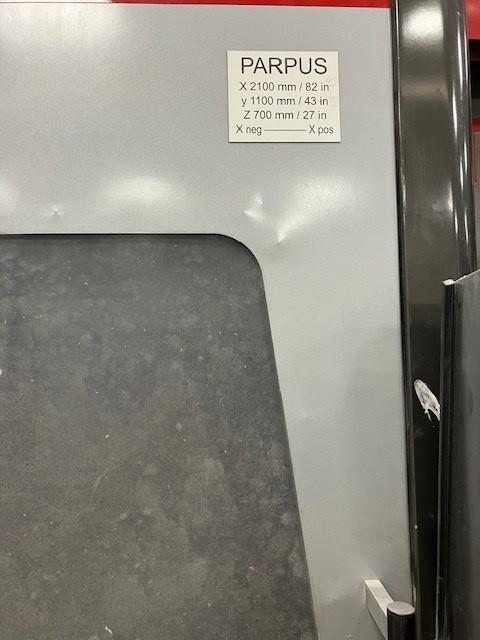 PARPUS
X 2100 mm / 82 in
y 1100 mm / 43 in
Z 700 mm / 27 in
X neg ——— X pos